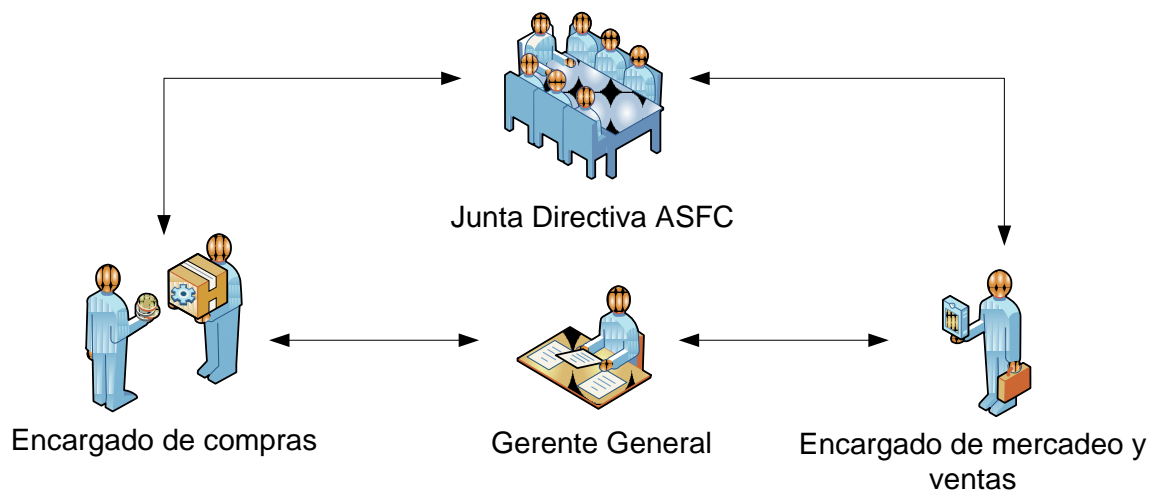 Junta Directiva ASFC
Encargado de compras
Gerente General
Encargado de mercadeo y
ventas